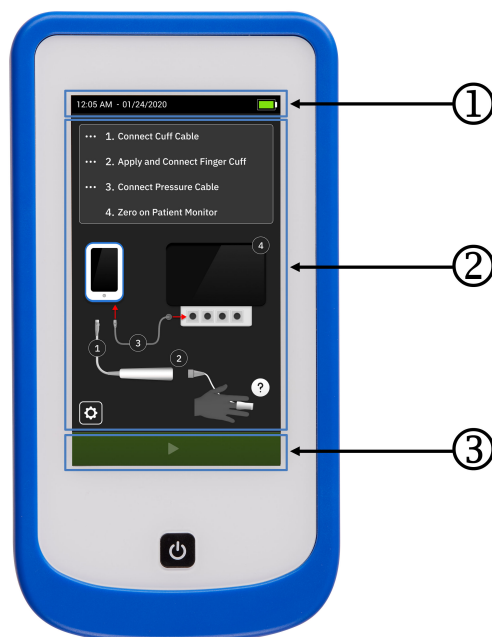 12:05 AM - 01/24/2020
①
••• 1. Connect Cuff Cable
••• 2. Apply and Connect Finger Cuff
••• 3. Connect Pressure Cable
4. Zero on Patient Monitor
4
②
3
1
2
?
③